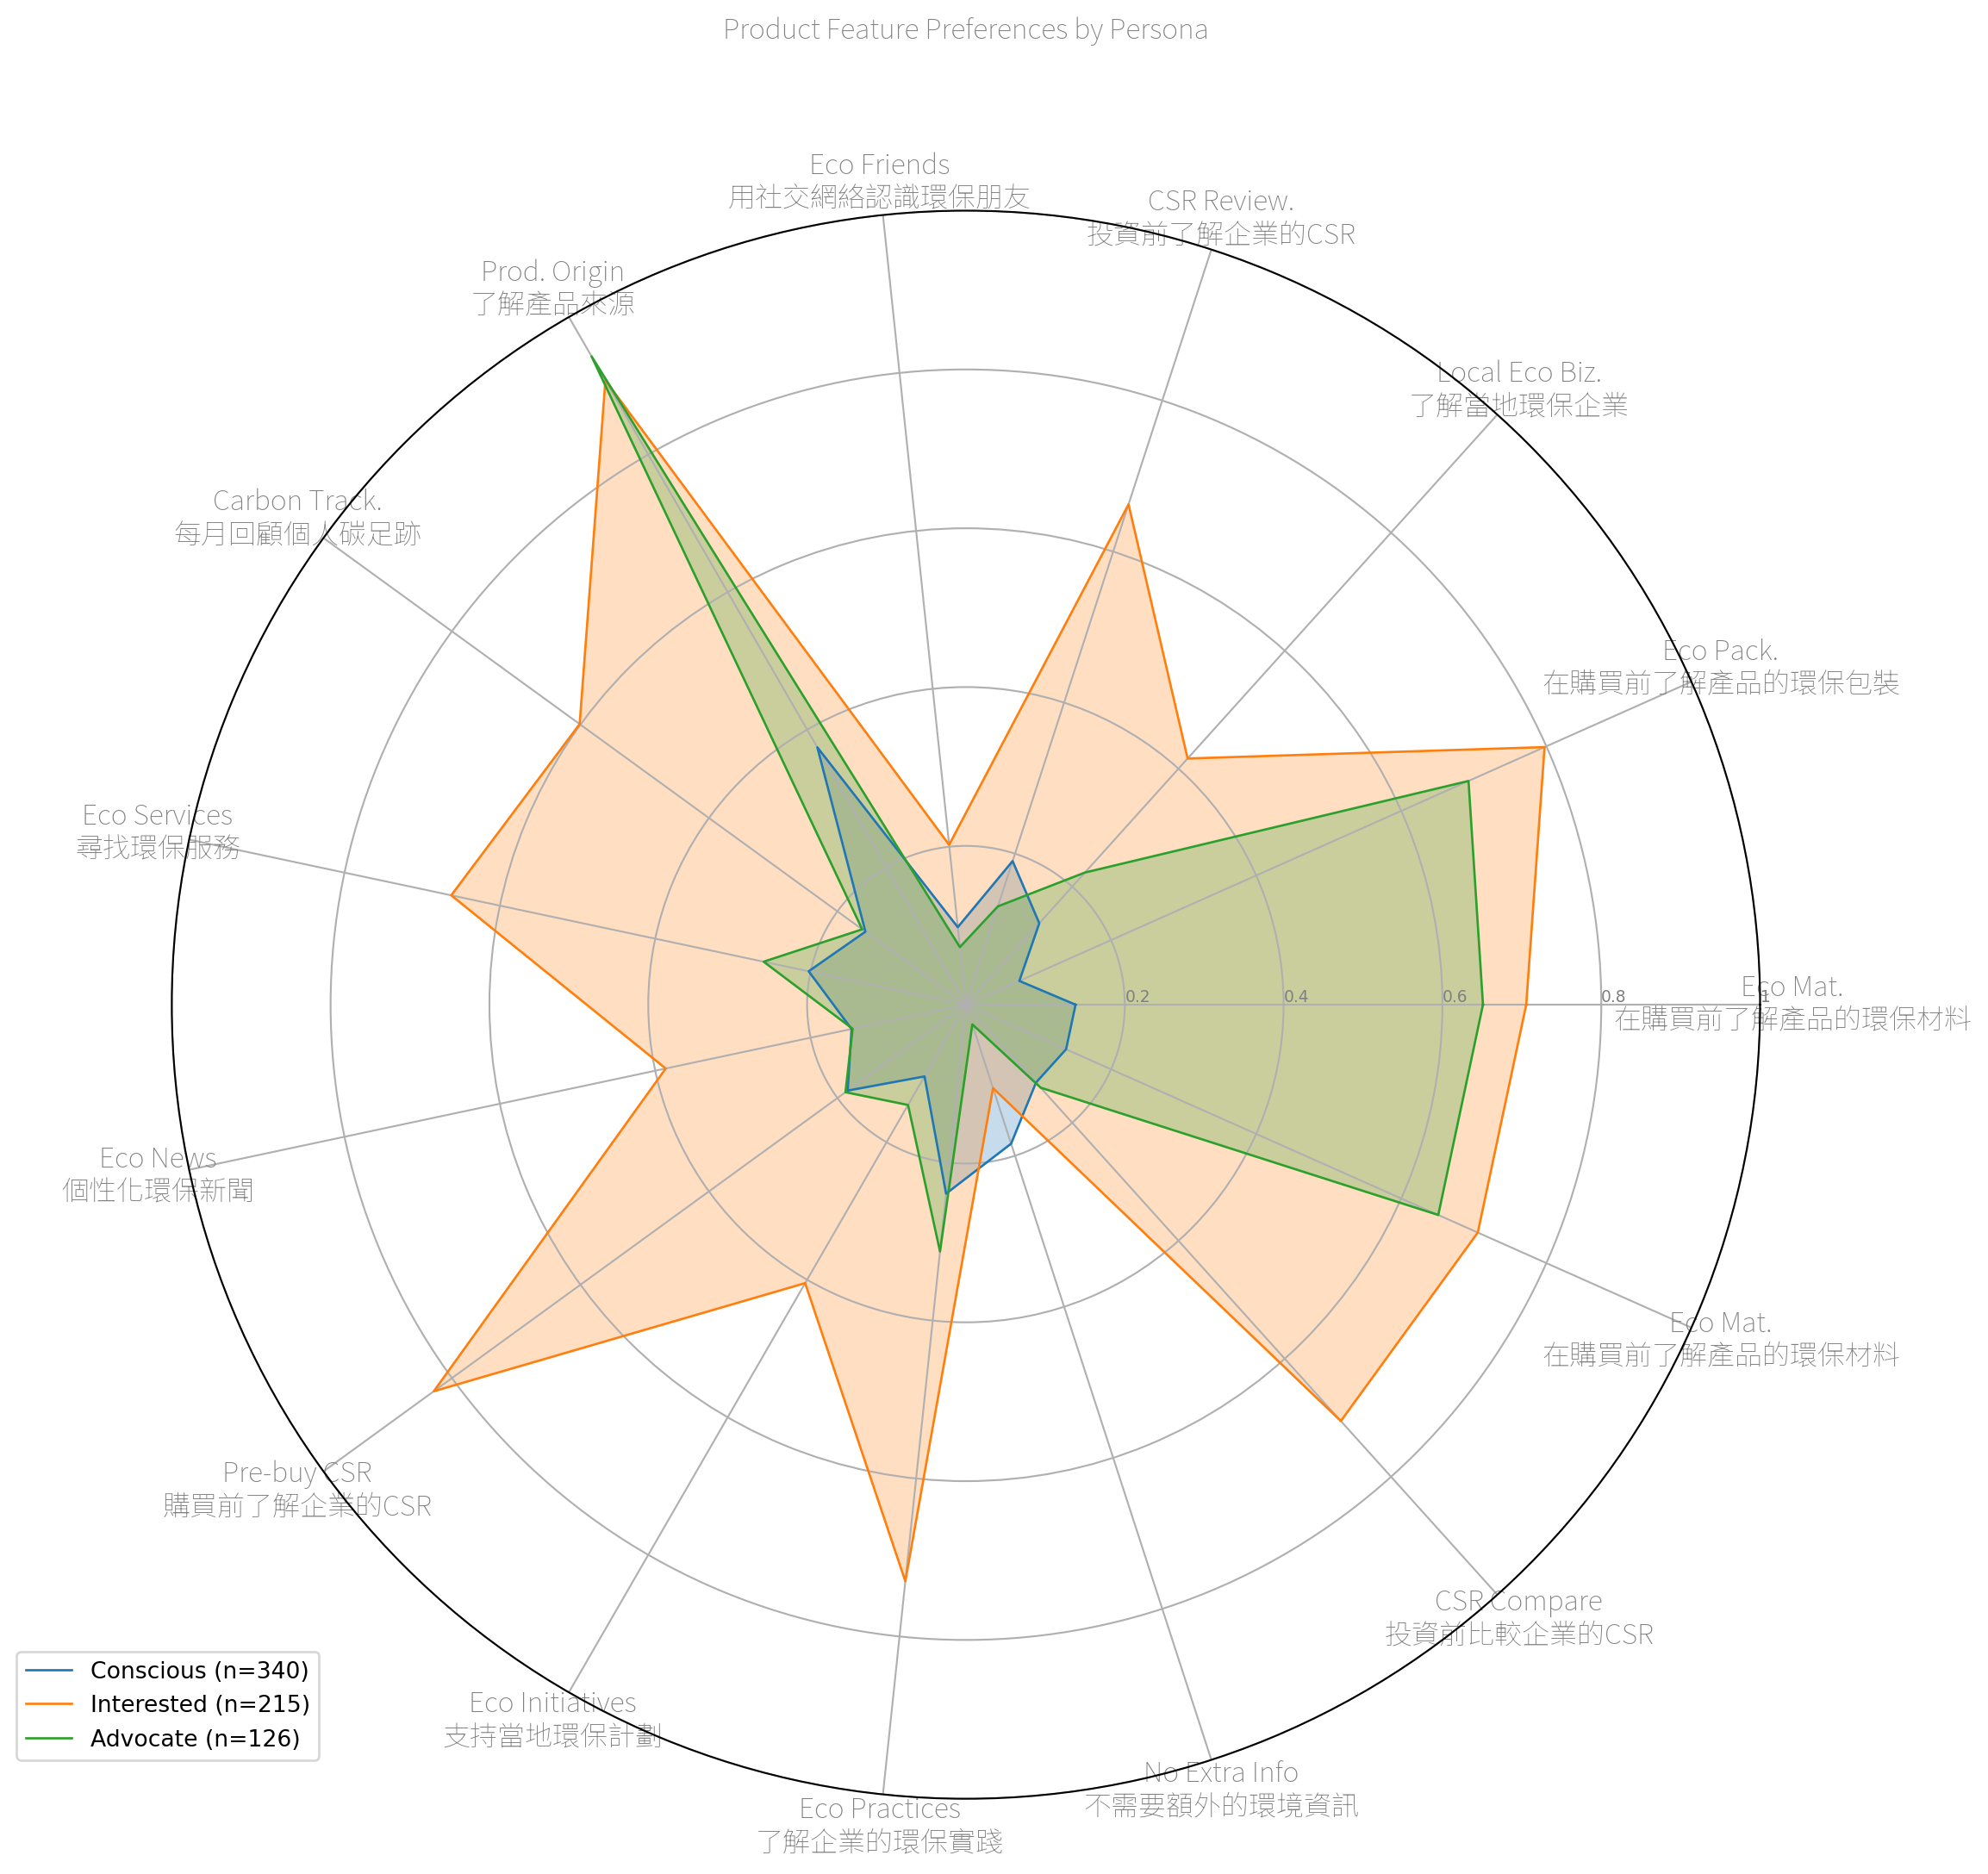 Product Feature Preferences by Persona
Eco Friends
用社交網絡認識環保朋友
CSR Review.
投資前了解企業的CSR
Prod. Origin
了解產品來源
Local Eco Biz.
了解當地環保企業
Carbon Track.
每月回顧個人碳足跡
Eco Pack.
在購買前了解產品的環保包裝
Eco Services
尋找環保服務
0.2
0.4
0.6
0.8
1
Eco Mat.
在購買前了解產品的環保材料
Eco News
個性化環保新聞
Eco Mat.
在購買前了解產品的環保材料
Pre-buy CSR
購買前了解企業的CSR
CSR Compare
投資前比較企業的CSR
Eco Initiatives
支持當地環保計劃
No Extra Info
不需要額外的環境資訊
Eco Practices
了解企業的環保實踐
Conscious (n=340)
Interested (n=215)
Advocate (n=126)